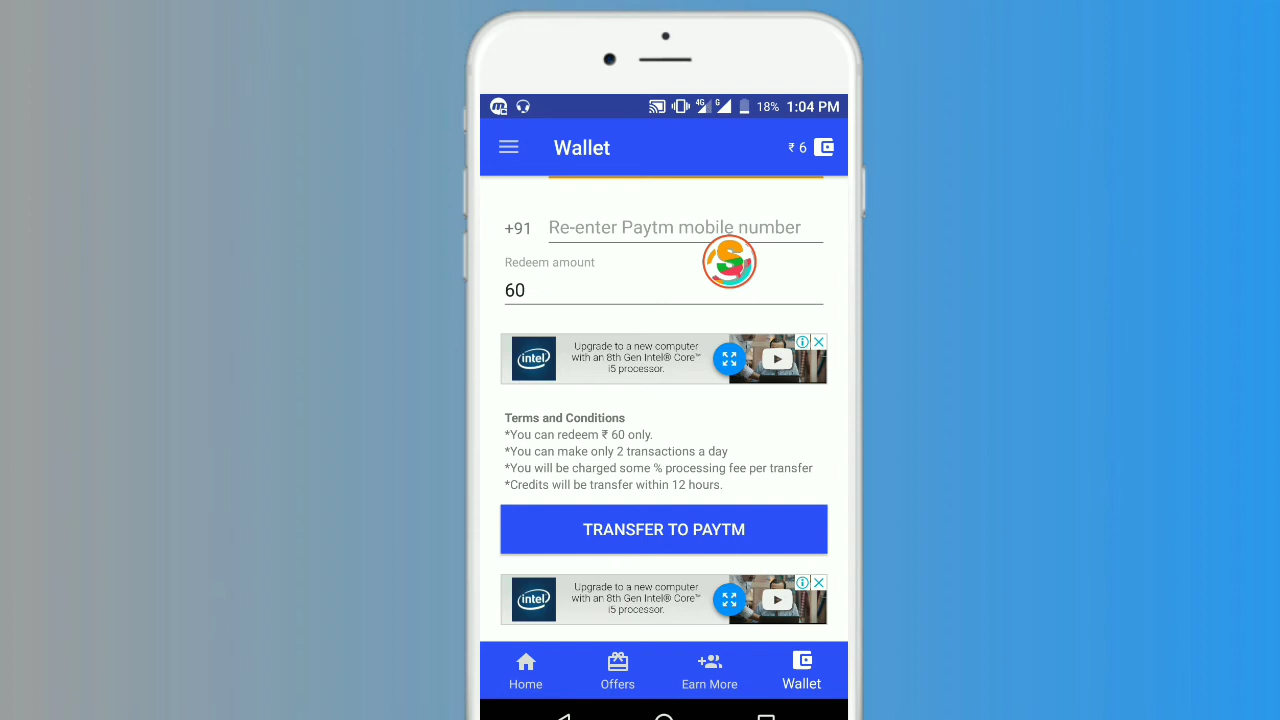 18% 1:04 PM
Wallet ₹ 6
+91 Re-enter Paytm mobile number
Redeem amount
60
intel Upgrade to a new computer
with an 8th Gen Intel® Core™
i5 processor.
Terms and Conditions
*You can redeem ₹ 60 only.
*You can make only 2 transactions a day
*You will be charged some % processing fee per transfer
*Credits will be transfer within 12 hours.
TRANSFER TO PAYTM
intel Upgrade to a new computer
with an 8th Gen Intel® Core™
i5 processor.
Home Offers Earn More Wallet